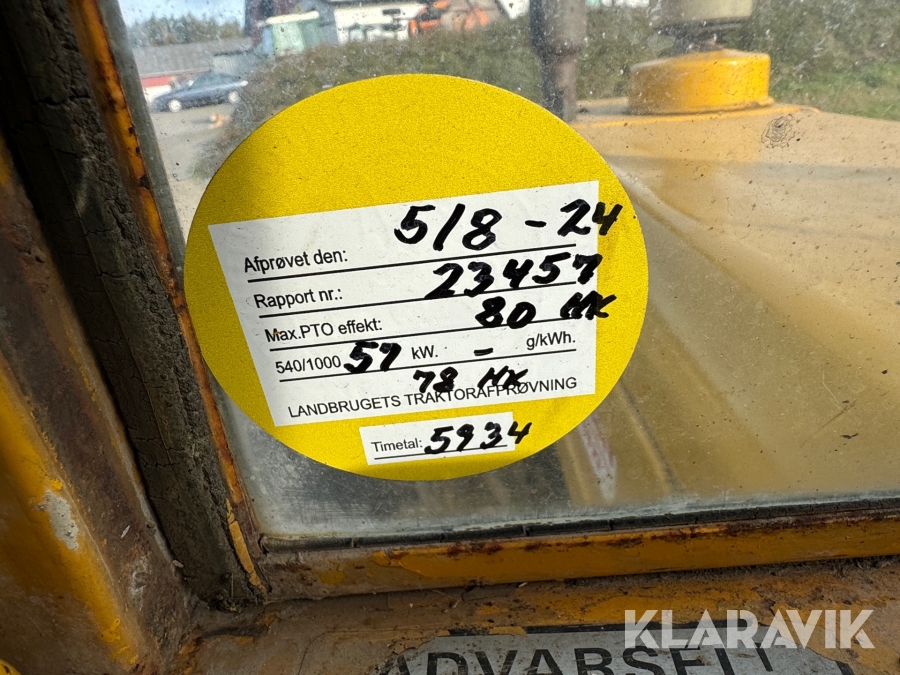 Afprøvet den: 5/8 - 24
Rapport nr.: 23457
Max.PTO effekt: 80 HK
540/1000 57 kW. - g/kWh.
78 HK
LANDBRUGETS TRAKTORAFPRØVNING
Timetal: 5934
KLARAVIK